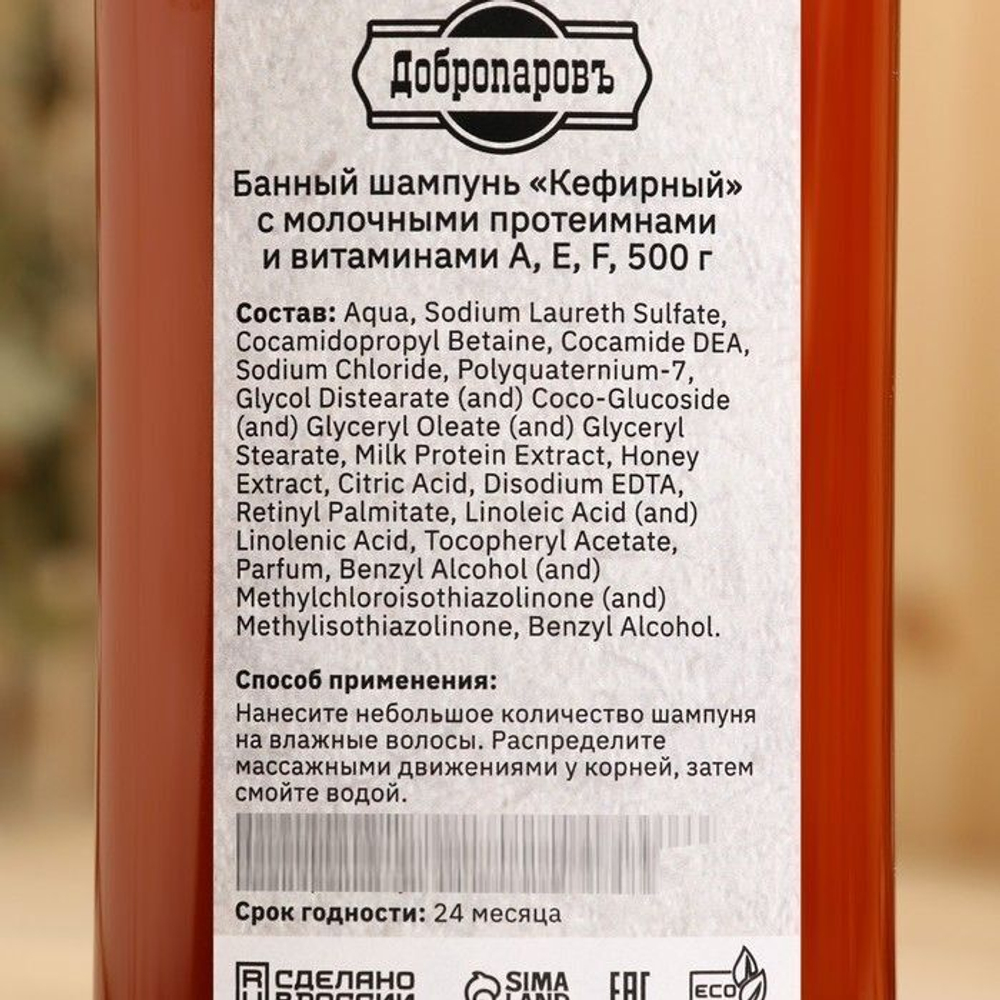 Добропаровъ
Банный шампунь «Кефирный»
с молочными протеимнами
и витаминами А, Е, F, 500 г
Состав: Aqua, Sodium Laureth Sulfate,
Cocamidopropyl Betaine, Cocamide DEA,
Sodium Chloride, Polyquaternium-7,
Glycol Distearate (and) Coco-Glucoside
(and) Glyceryl Oleate (and) Glyceryl
Stearate, Milk Protein Extract, Honey
Extract, Citric Acid, Disodium EDTA,
Retinyl Palmitate, Linoleic Acid (and)
Linolenic Acid, Tocopheryl Acetate,
Parfum, Benzyl Alcohol (and)
Methylchloroisothiazolinone (and)
Methylisothiazolinone, Benzyl Alcohol.
Способ применения:
Нанесите небольшое количество шампуня
на влажные волосы. Распределите
массажными движениями у корней, затем
смойте водой.
Срок годности: 24 месяца
RU СДЕЛАНО В РОССИИ SIMA LAND EAC ECO